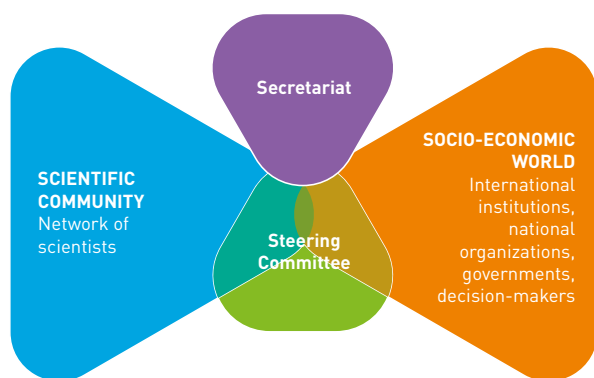 Secretariat
SCIENTIFIC
COMMUNITY
Network of
scientists
Steering
Committee
SOCIO-ECONOMIC
WORLD
International
institutions,
national
organizations,
governments,
decision-makers